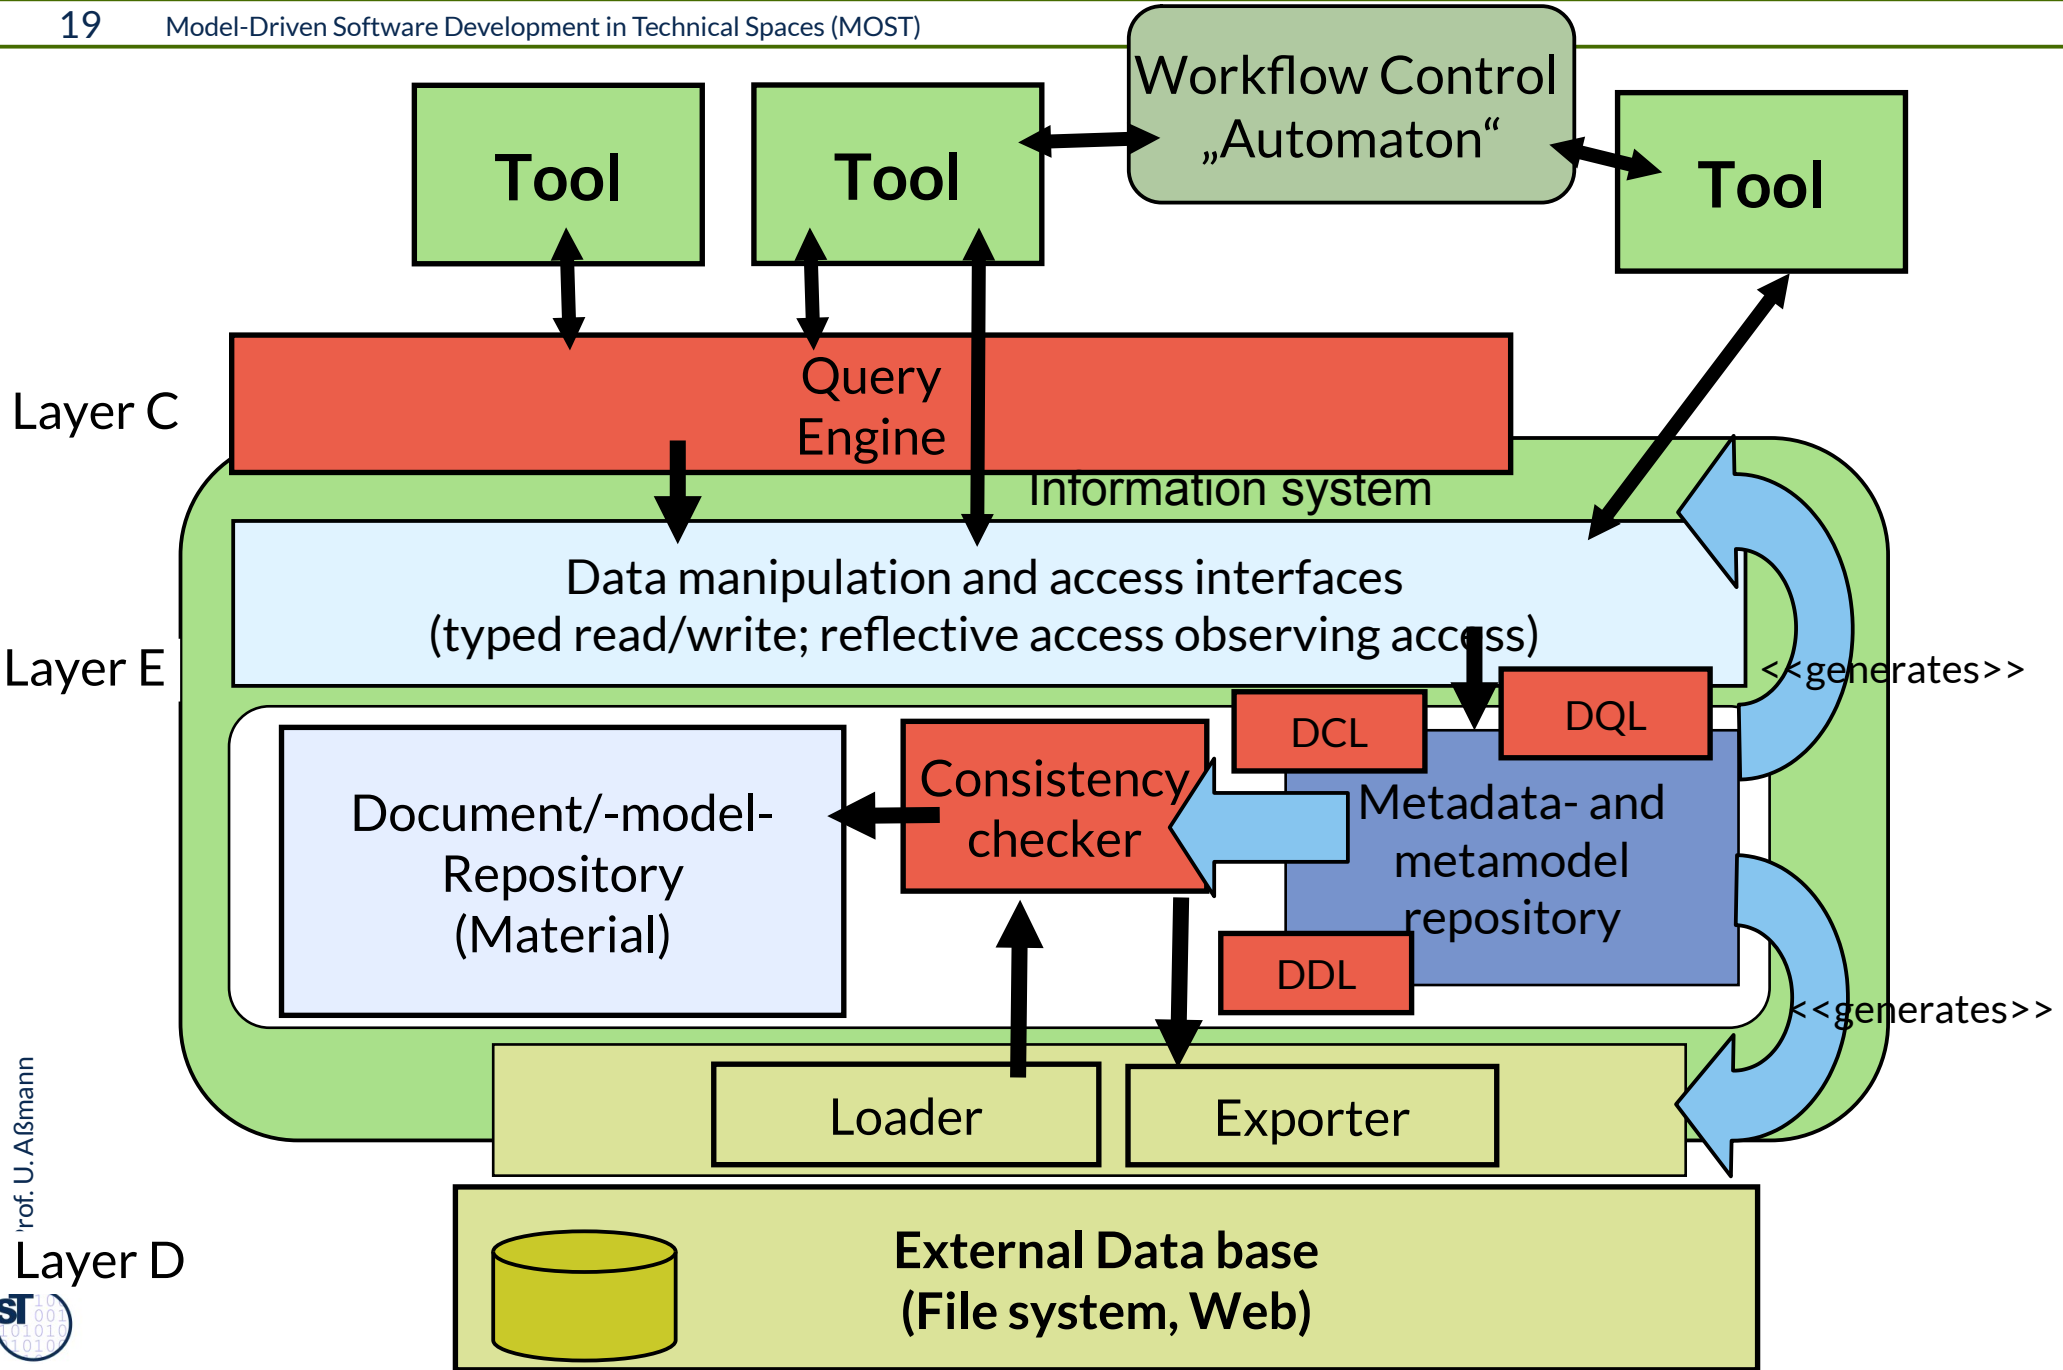 19 Model-Driven Software Development in Technical Spaces (MOST)
Workflow Control
„Automaton“
Tool
Tool
Tool
Layer C
Query
Engine
Information system
Data manipulation and access interfaces
(typed read/write; reflective access observing access)
Layer E
<<generates>>
DCL
DQL
Document/-model-
Repository
(Material)
Consistency
checker
Metadata- and
metamodel
repository
DDL
<<generates>>
Loader
Exporter
rof. U. Aßmann
Layer D
External Data base
(File system, Web)
ST